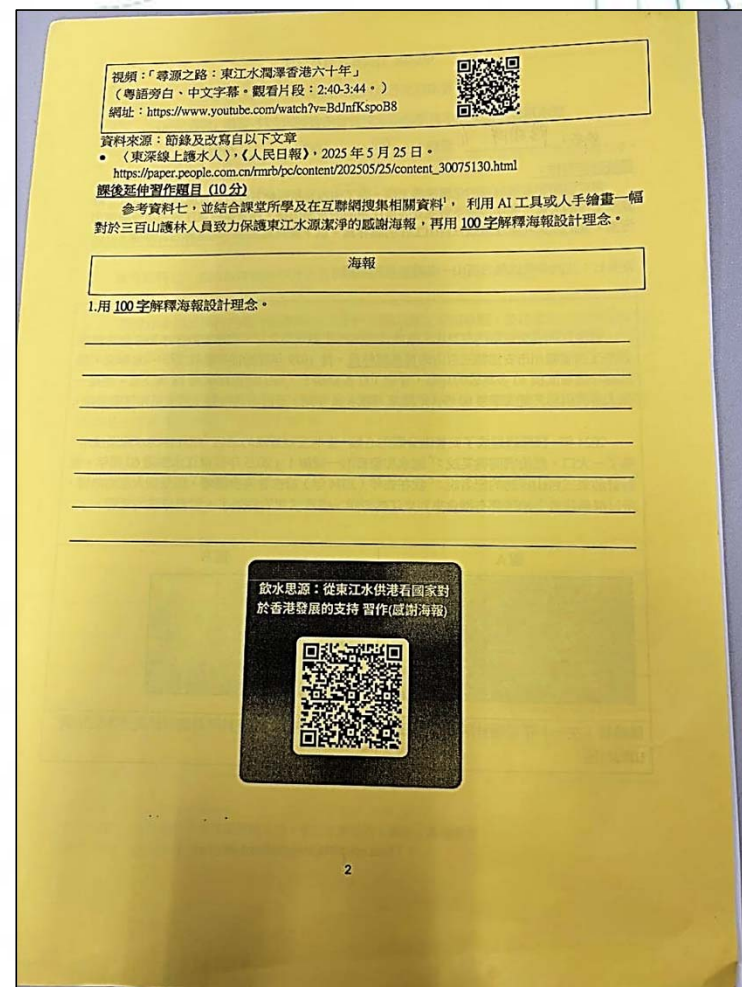 視頻：「尋源之路：東江水潤澤香港六十年」
（粵語旁白、中文字幕。觀看片段：2:40-3:44。）
網址：https://www.youtube.com/watch?v=BdJnfKspoB8
資料來源：節錄及改寫自以下文章
• 〈東深線上護水人〉，《人民日報》，2025 年 5 月 25 日。
https://paper.people.com.cn/rmrb/pc/content/202505/25/content_30075130.html
課後延伸習作題目 (10 分)
參考資料七，並結合課堂所學及在互聯網搜集相關資料¹， 利用 AI 工具或人手繪畫一幅
對於三百山護林人員致力保護東江水源潔淨的感謝海報，再用 100 字解釋海報設計理念。
海報
1.用 100 字解釋海報設計理念。
飲水思源：從東江水供港看國家對
於香港發展的支持 習作(感謝海報)
2